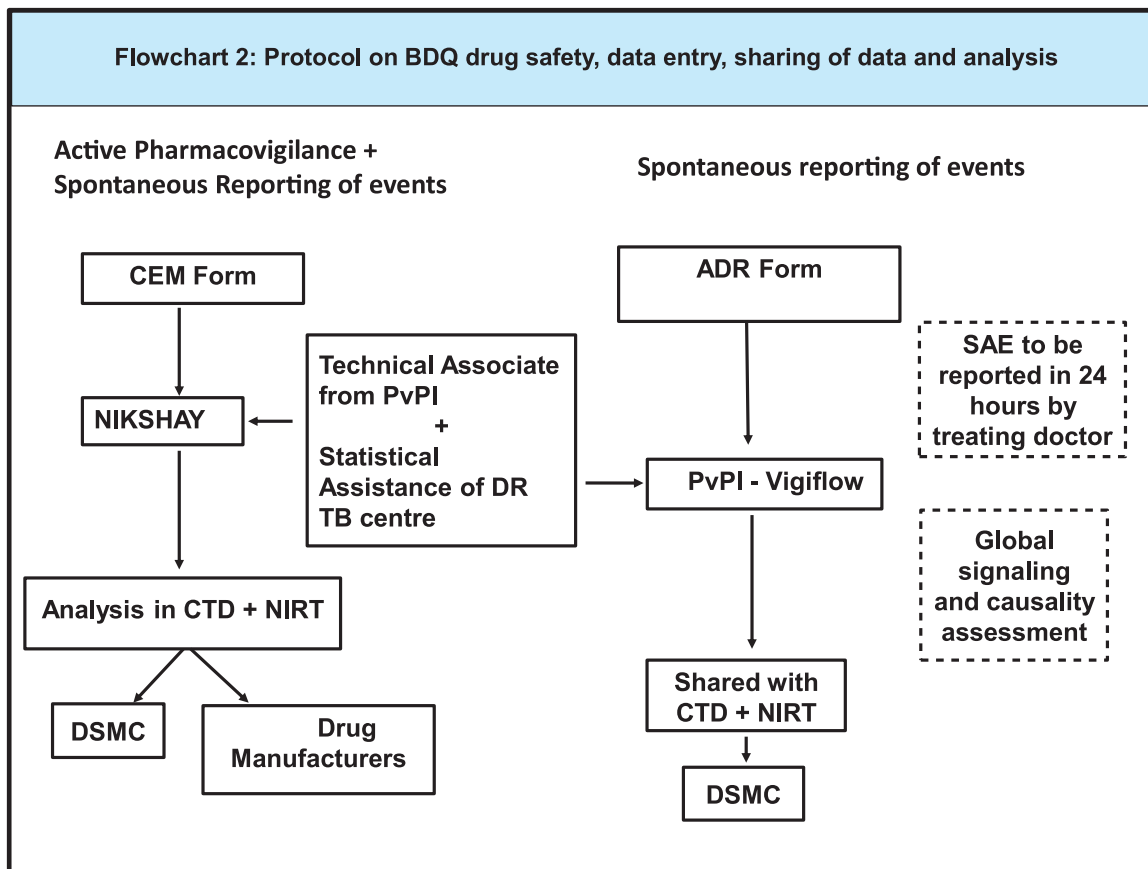 Flowchart 2: Protocol on BDQ drug safety, data entry, sharing of data and analysis
Active Pharmacovigilance +
Spontaneous Reporting of events
Spontaneous reporting of events
CEM Form
ADR Form
Technical Associate
from PvPI
+
Statistical
Assistance of DR
TB centre
SAE to be
reported in 24
hours by
treating doctor
NIKSHAY
PvPI - Vigiflow
Global
signaling
and causality
assessment
Analysis in CTD + NIRT
Shared with
CTD + NIRT
DSMC
Drug
Manufacturers
DSMC